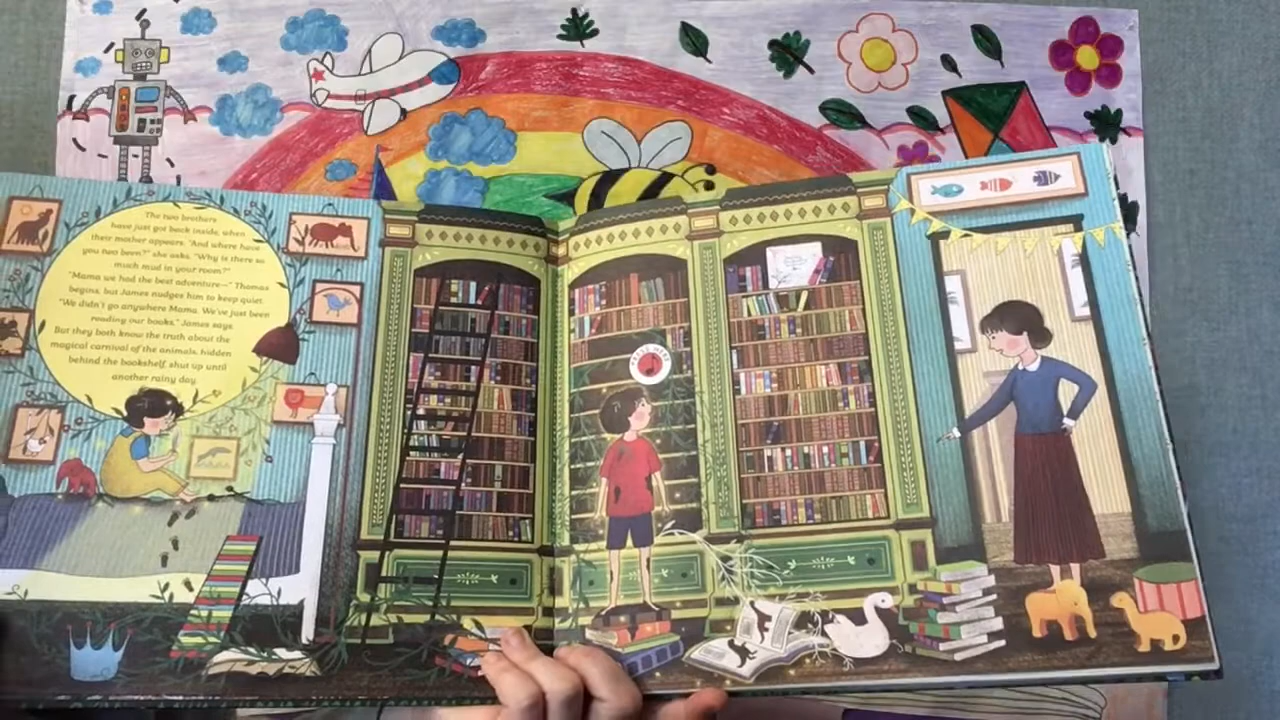 The two brothers
have just got back inside, when
their mother appears. "And where have
you two been?" she asks. "Why is there so
much mud in your room?"
"Mama we had the best adventure—" Thomas
begins, but James nudges him to keep quiet.
"We didn't go anywhere Mama. We've just been
reading our books," James says.
But they both know the truth about the
magical carnival of the animals, hidden
behind the bookshelf, shut up until
another rainy day.
PRESS HERE